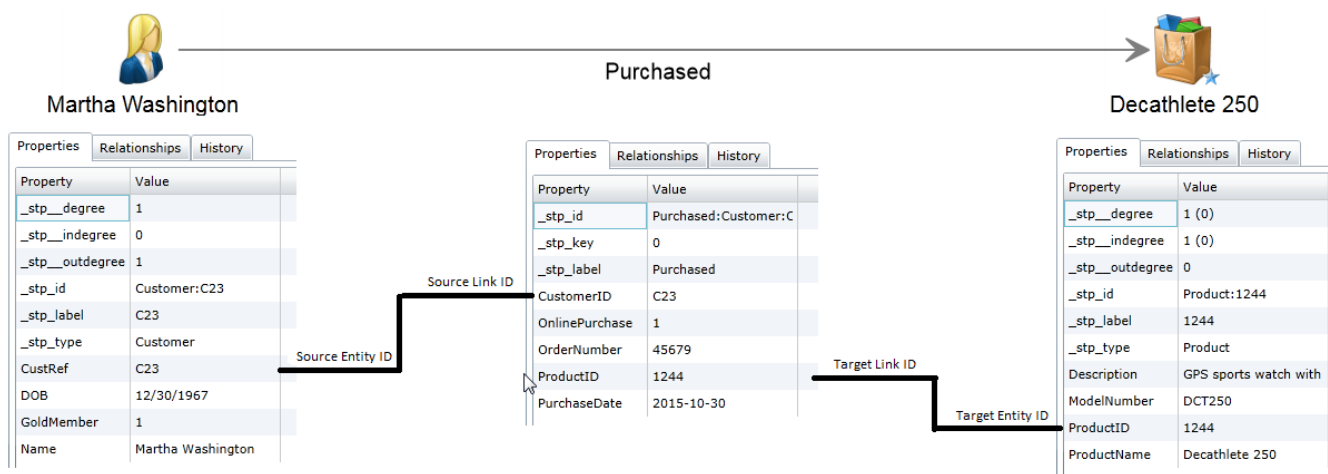 Purchased
Martha Washington
Decathlete 250
Properties Relationships History
Property Value
_stp__degree 1
_stp__indegree 0
_stp__outdegree 1
_stp_id Customer:C23
_stp_label C23
_stp_type Customer
CustRef C23
DOB 12/30/1967
GoldMember 1
Name Martha Washington
Source Entity ID
Source Link ID
Properties Relationships History
Property Value
_stp_id Purchased:Customer:C
_stp_key 0
_stp_label Purchased
CustomerID C23
OnlinePurchase 1
OrderNumber 45679
ProductID 1244
PurchaseDate 2015-10-30
Target Link ID
Target Entity ID
Properties Relationships History
Property Value
_stp__degree 1 (0)
_stp__indegree 1 (0)
_stp__outdegree 0
_stp_id Product:1244
_stp_label 1244
_stp_type Product
Description GPS sports watch with
ModelNumber DCT250
ProductID 1244
ProductName Decathlete 250